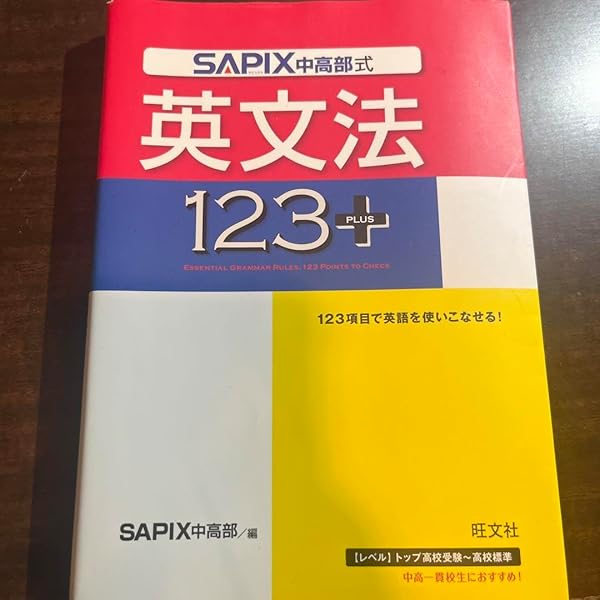 SAPIX中高部式
英文法
123+
PLUS
ESSENTIAL GRAMMAR RULES: 123 POINTS TO CHECK
123項目で英語を使いこなせる!
SAPIX中高部/編
旺文社
【レベル】トップ高校受験〜高校標準
中高一貫校生におすすめ!